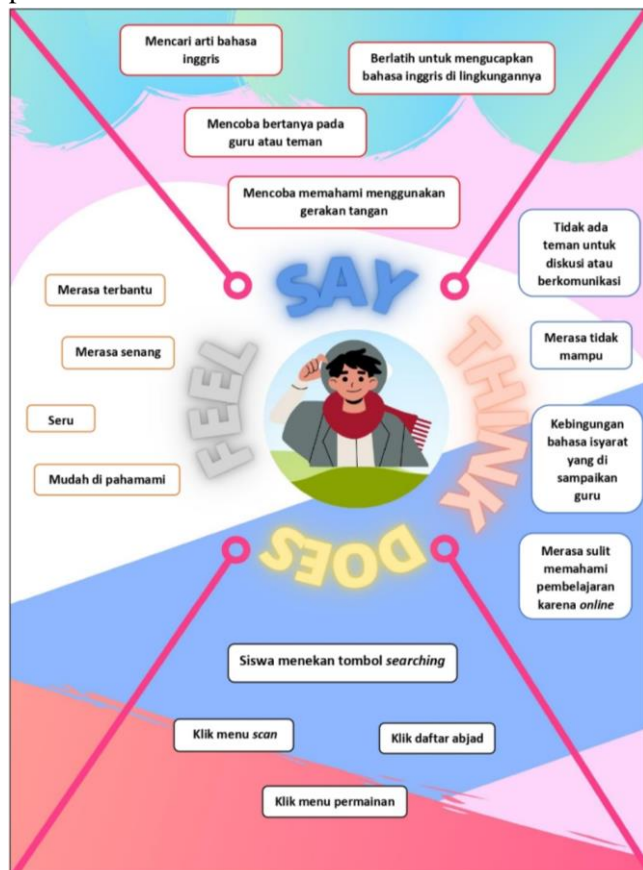 Mencari arti bahasa
inggris
Berlatih untuk mengucapkan
bahasa inggris di lingkungannya
Mencoba bertanya pada
guru atau teman
Mencoba memahami menggunakan
gerakan tangan
SAY
Merasa terbantu
Merasa senang
Seru
Mudah di pahamami
FEEL
THINK
Tidak ada
teman untuk
diskusi atau
berkomunikasi
Merasa tidak
mampu
Kebingungan
bahasa isyarat
yang di
sampaikan
guru
Merasa sulit
memahami
pembelajaran
karena online
DOES
Siswa menekan tombol searching
Klik menu scan
Klik daftar abjad
Klik menu permainan